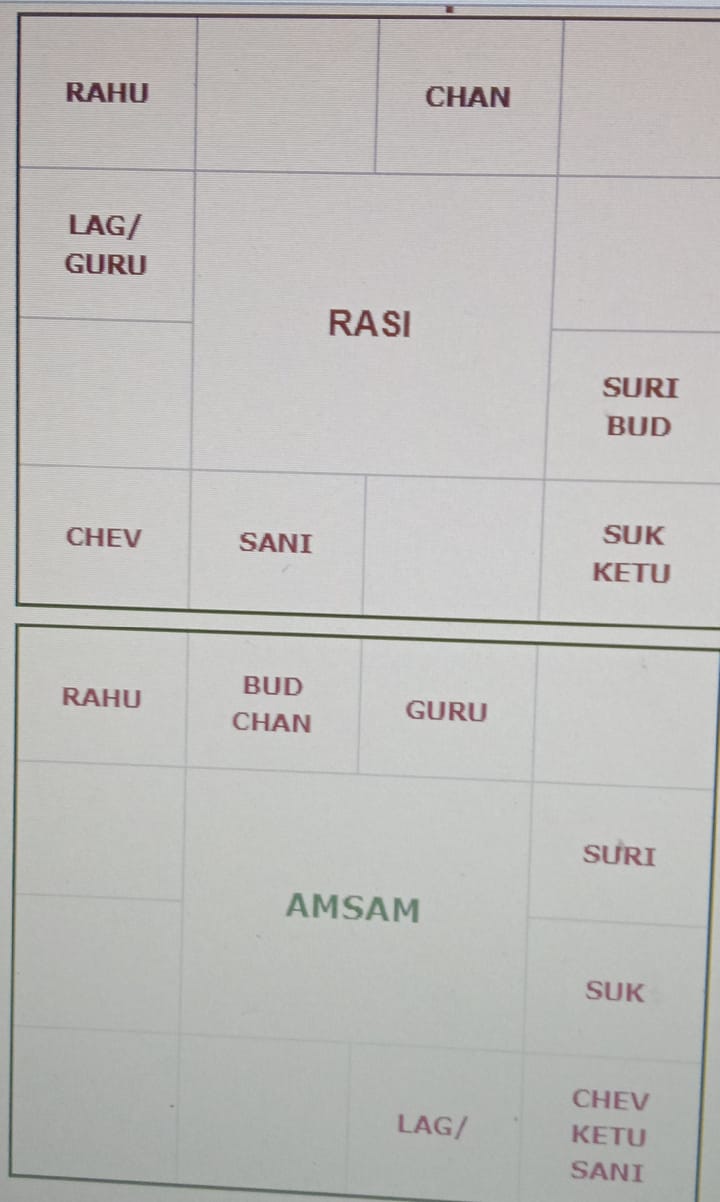 RAHU
CHAN
LAG/
GURU
RASI
SURI
BUD
CHEV
SANI
SUK
KETU
RAHU
BUD
CHAN
GURU
SURI
AMSAM
SUK
LAG/
CHEV
KETU
SANI